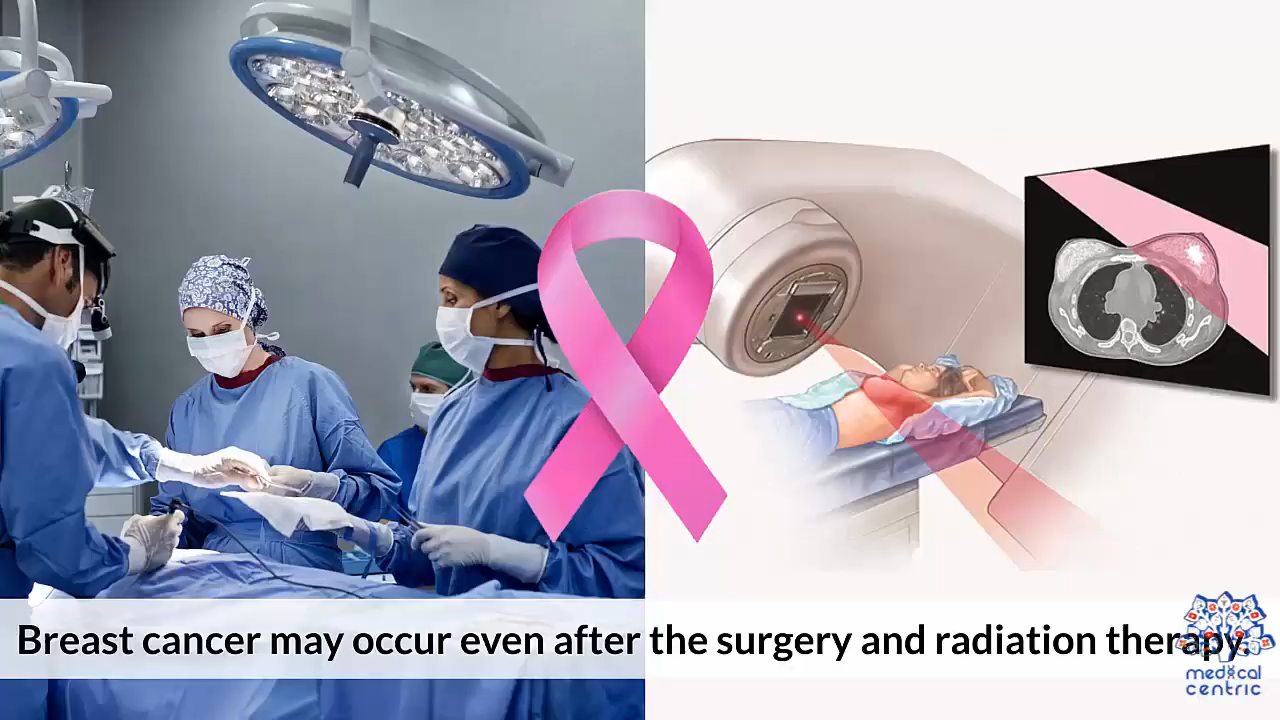 Breast cancer may occur even after the surgery and radiation therapy.
medical
centric